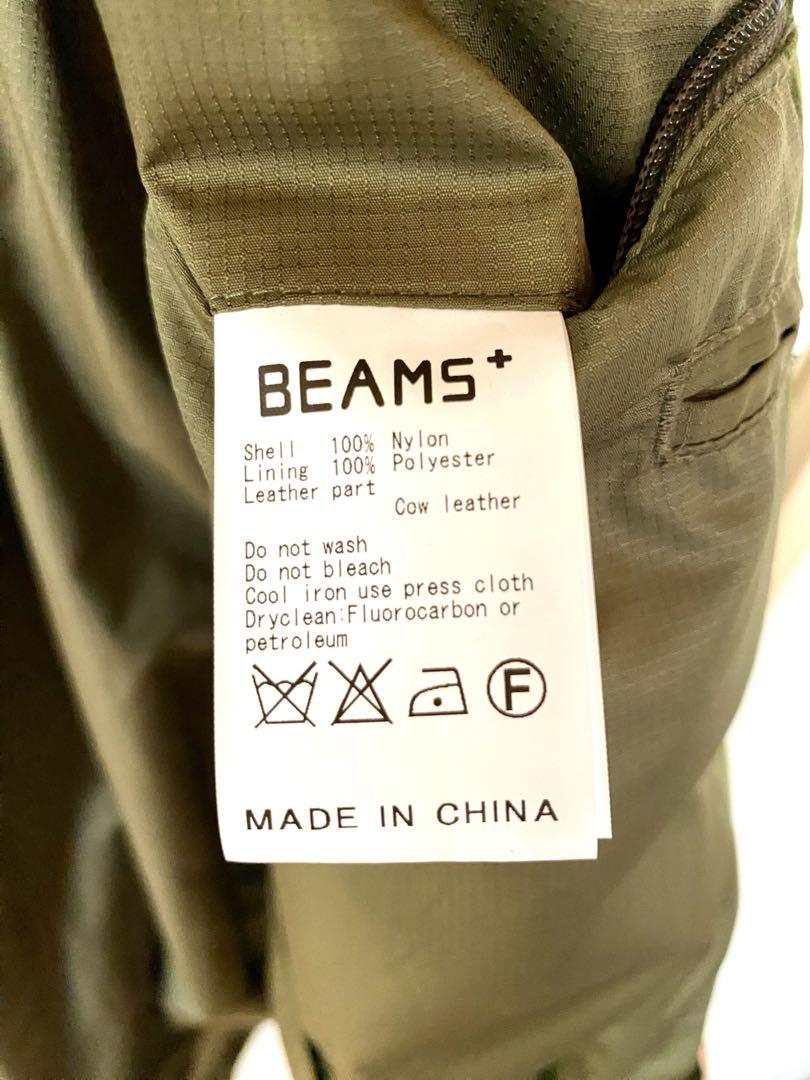 BEAMS+
Shell 100% Nylon
Lining 100% Polyester
Leather part
Cow leather
Do not wash
Do not bleach
Cool iron use press cloth
Dryclean:Fluorocarbon or
petroleum
F
MADE IN CHINA